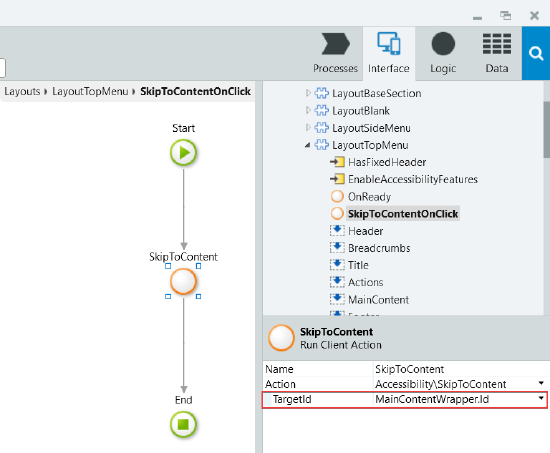 Processes
Interface
Logic
Data
Layouts LayoutTopMenu SkipToContentOnClick
Start
SkipToContent
End
LayoutBaseSection
LayoutBlank
LayoutSideMenu
LayoutTopMenu
HasFixedHeader
EnableAccessibilityFeatures
OnReady
SkipToContentOnClick
Header
Breadcrumbs
Title
Actions
MainContent
SkipToContent
Run Client Action
Name SkipToContent
Action Accessibility\SkipToContent
TargetId MainContentWrapper.Id